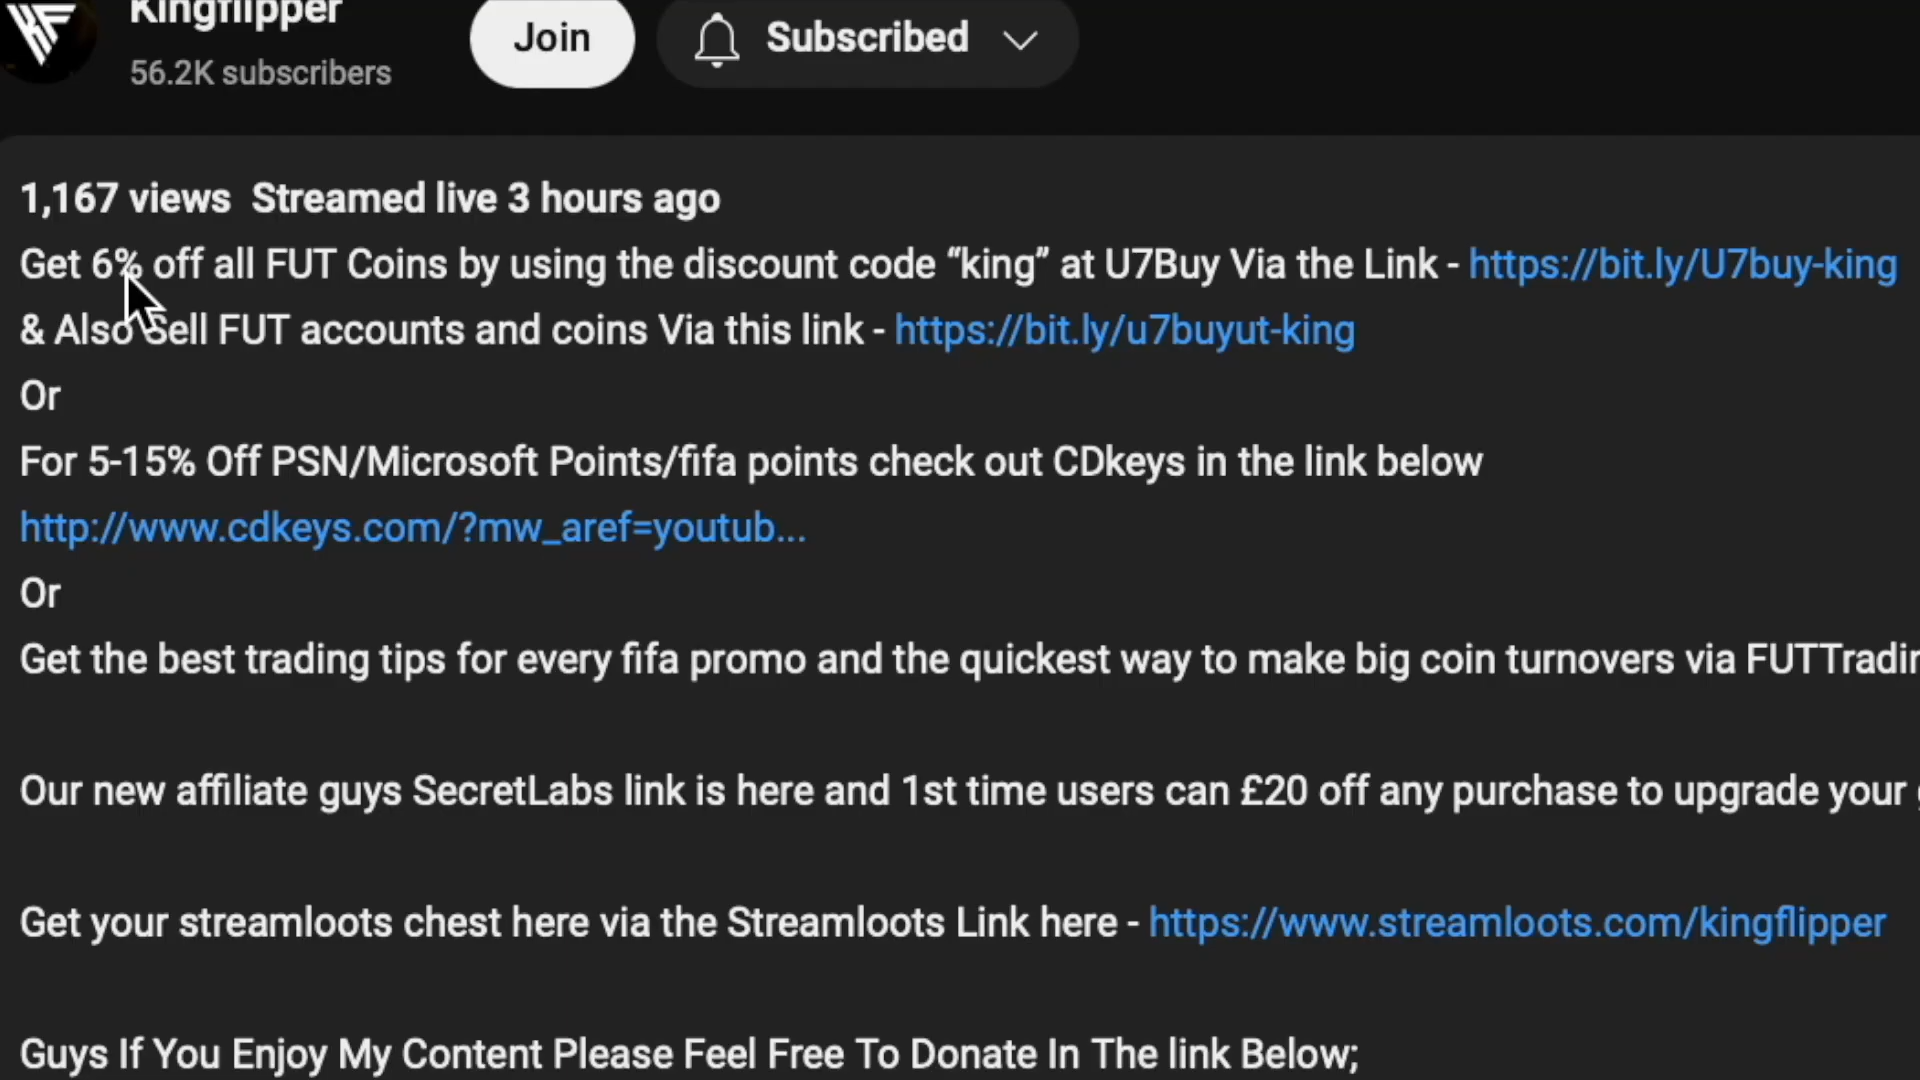 Kingflipper
Join
Subscribed
56.2K subscribers
1,167 views Streamed live 3 hours ago
Get 6% off all FUT Coins by using the discount code “king” at U7Buy Via the Link - https://bit.ly/U7buy-king
& Also Sell FUT accounts and coins Via this link - https://bit.ly/u7buyut-king
Or
For 5-15% Off PSN/Microsoft Points/fifa points check out CDkeys in the link below
http://www.cdkeys.com/?mw_aref=youtub...
Or
Get the best trading tips for every fifa promo and the quickest way to make big coin turnovers via FUTTradin
Our new affiliate guys SecretLabs link is here and 1st time users can £20 off any purchase to upgrade your
Get your streamloots chest here via the Streamloots Link here - https://www.streamloots.com/kingflipper
Guys If You Enjoy My Content Please Feel Free To Donate In The link Below;